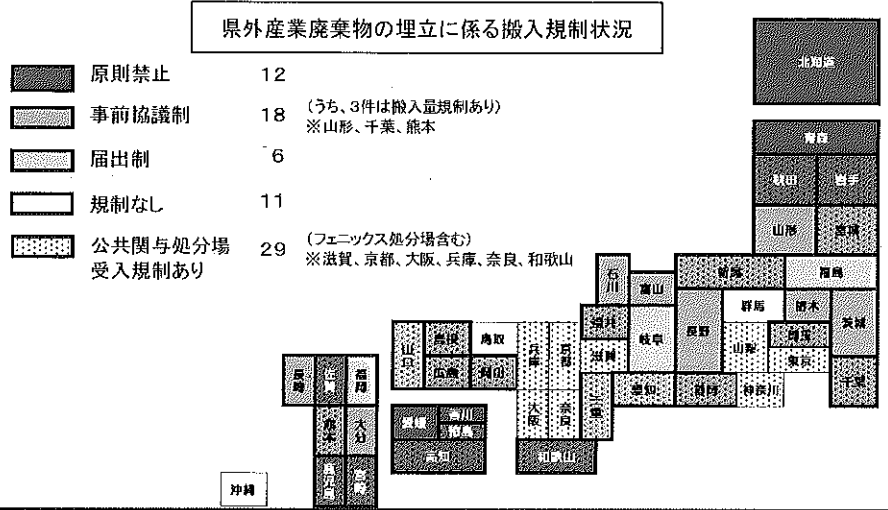 県外産業廃棄物の埋立に係る搬入規制状況
原則禁止 12
事前協議制 18 (うち、3件は搬入量規制あり)
※山形、千葉、熊本
届出制 6
規制なし 11
公共関与処分場 29 (フェニックス処分場含む)
受入規制あり ※滋賀、京都、大阪、兵庫、奈良、和歌山
北海道
青森
秋田 岩手
山形 宮城
石川 富山 新潟 福島
群馬 栃木 茨城
福井 岐阜 長野 山梨 埼玉
東京
山口 島根 鳥取 兵庫 京都 滋賀
広島 岡山
愛知 静岡 神奈川 千葉
大阪 奈良 三重
長崎 佐賀 福岡
熊本 大分
愛媛 香川
徳島
高知 和歌山
鹿児島 宮崎
沖縄